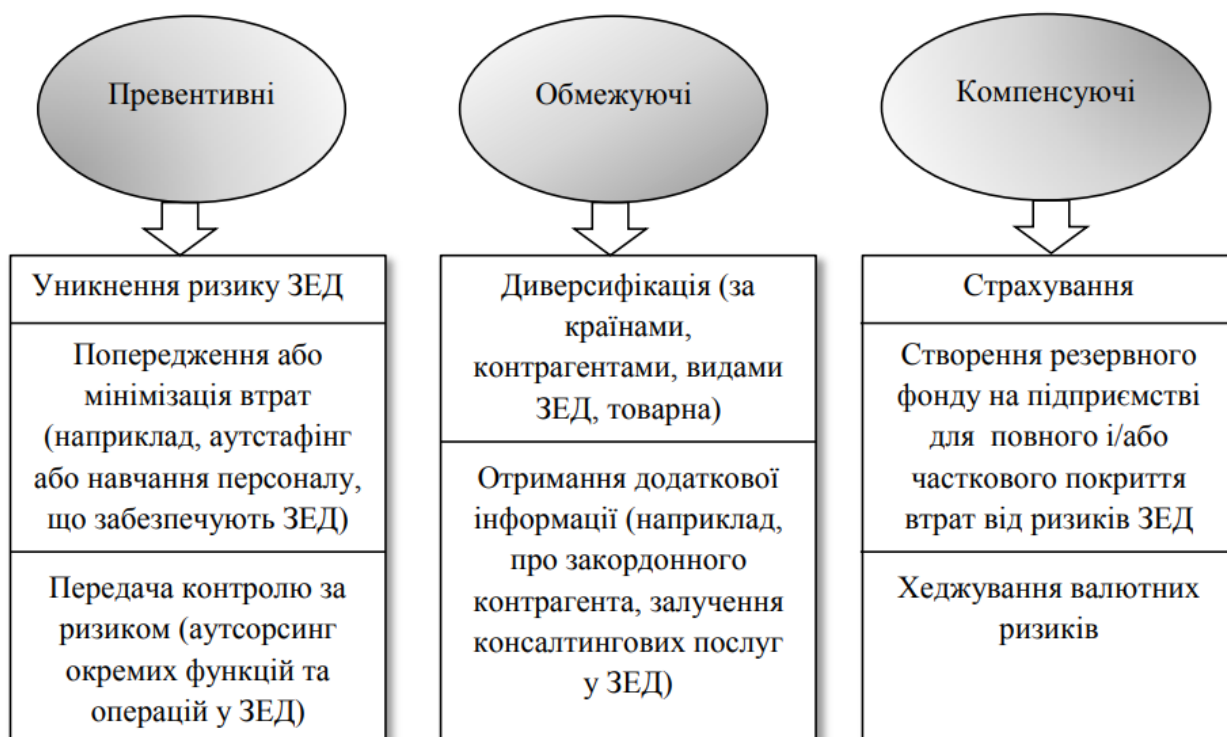 Превентивні
Уникнення ризику ЗЕД
Попередження або
мінімізація втрат
(наприклад, аутстафінг
або навчання персоналу,
що забезпечують ЗЕД)
Передача контролю за
ризиком (аутсорсинг
окремих функцій та
операцій у ЗЕД)
Обмежуючі
Диверсифікація (за
країнами,
контрагентами, видами
ЗЕД, товарна)
Отримання додаткової
інформації (наприклад,
про закордонного
контрагента, залучення
консалтингових послуг
у ЗЕД)
Компенсуючі
Страхування
Створення резервного
фонду на підприємстві
для повного і/або
часткового покриття
втрат від ризиків ЗЕД
Хеджування валютних
ризиків